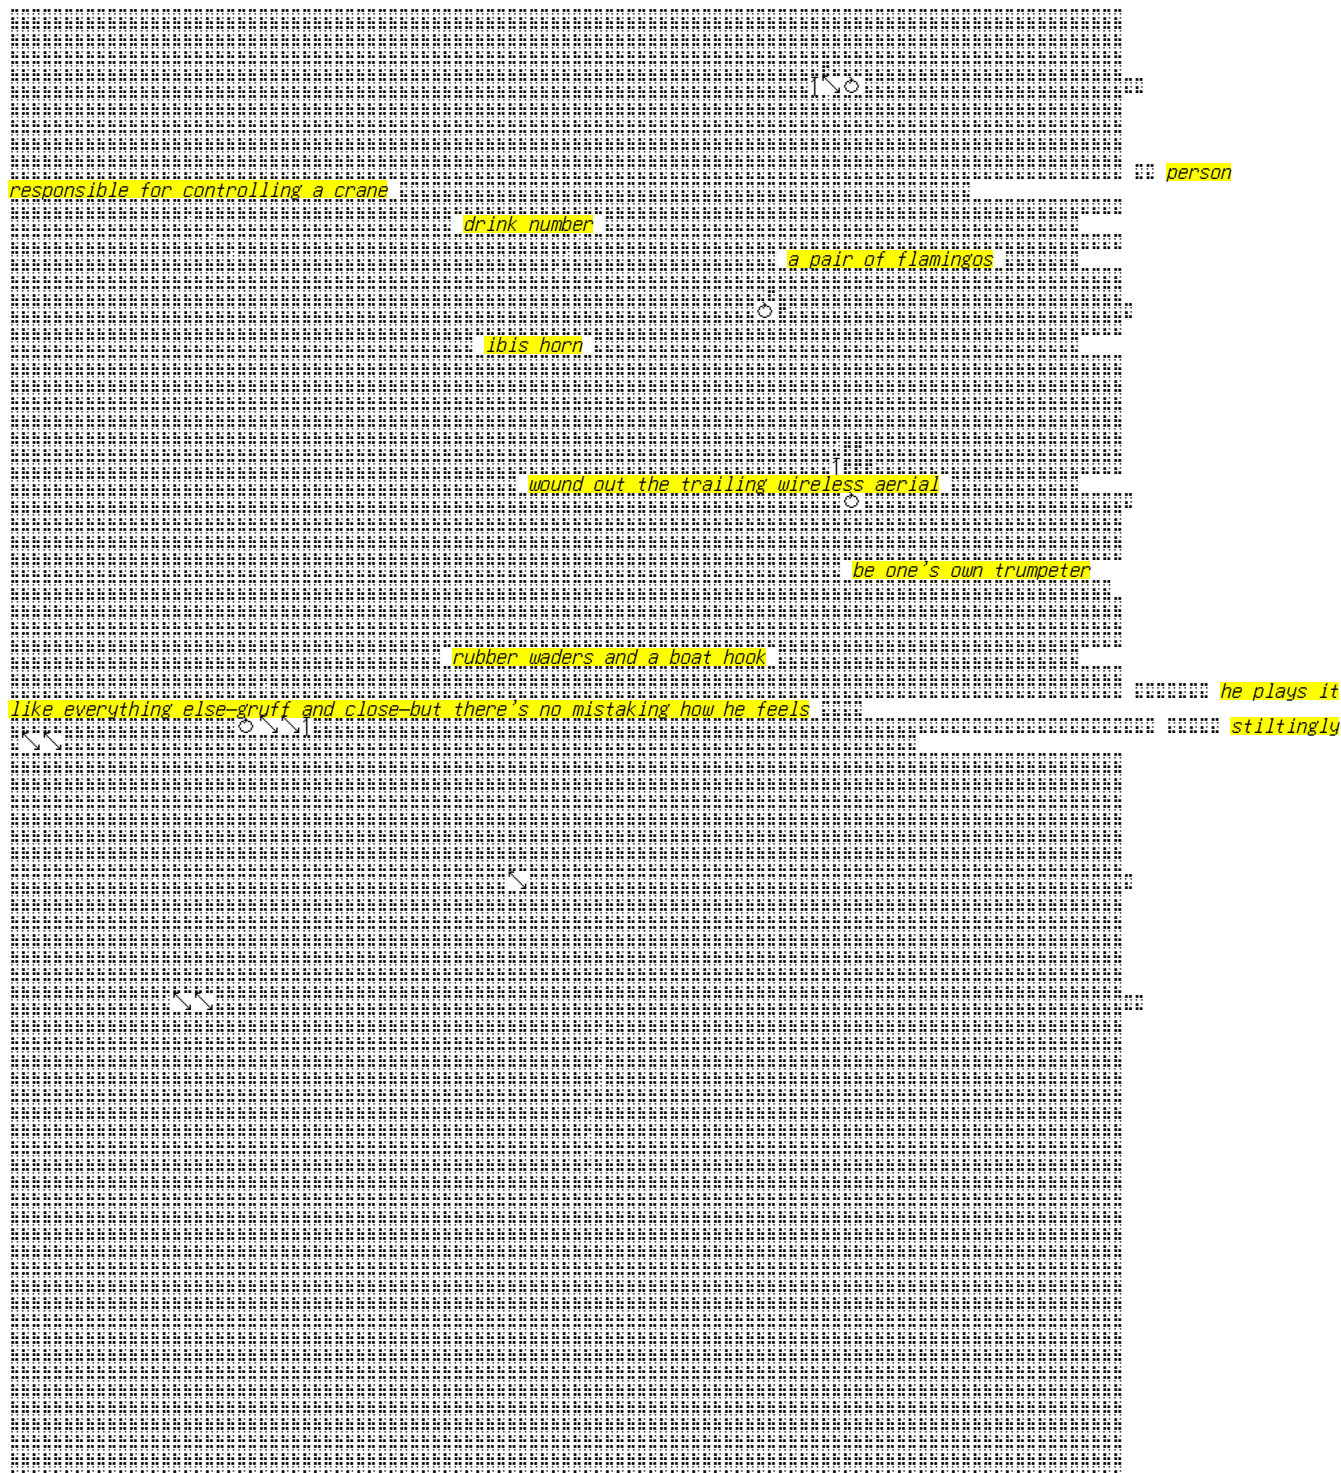 person
responsible for controlling a crane
drink number
a pair of flamingos
ibis horn
wound out the trailing wireless aerial
be one's own trumpeter
rubber waders and a boat hook
he plays it
like everything else—gruff and close—but there's no mistaking how he feels
stiltingly